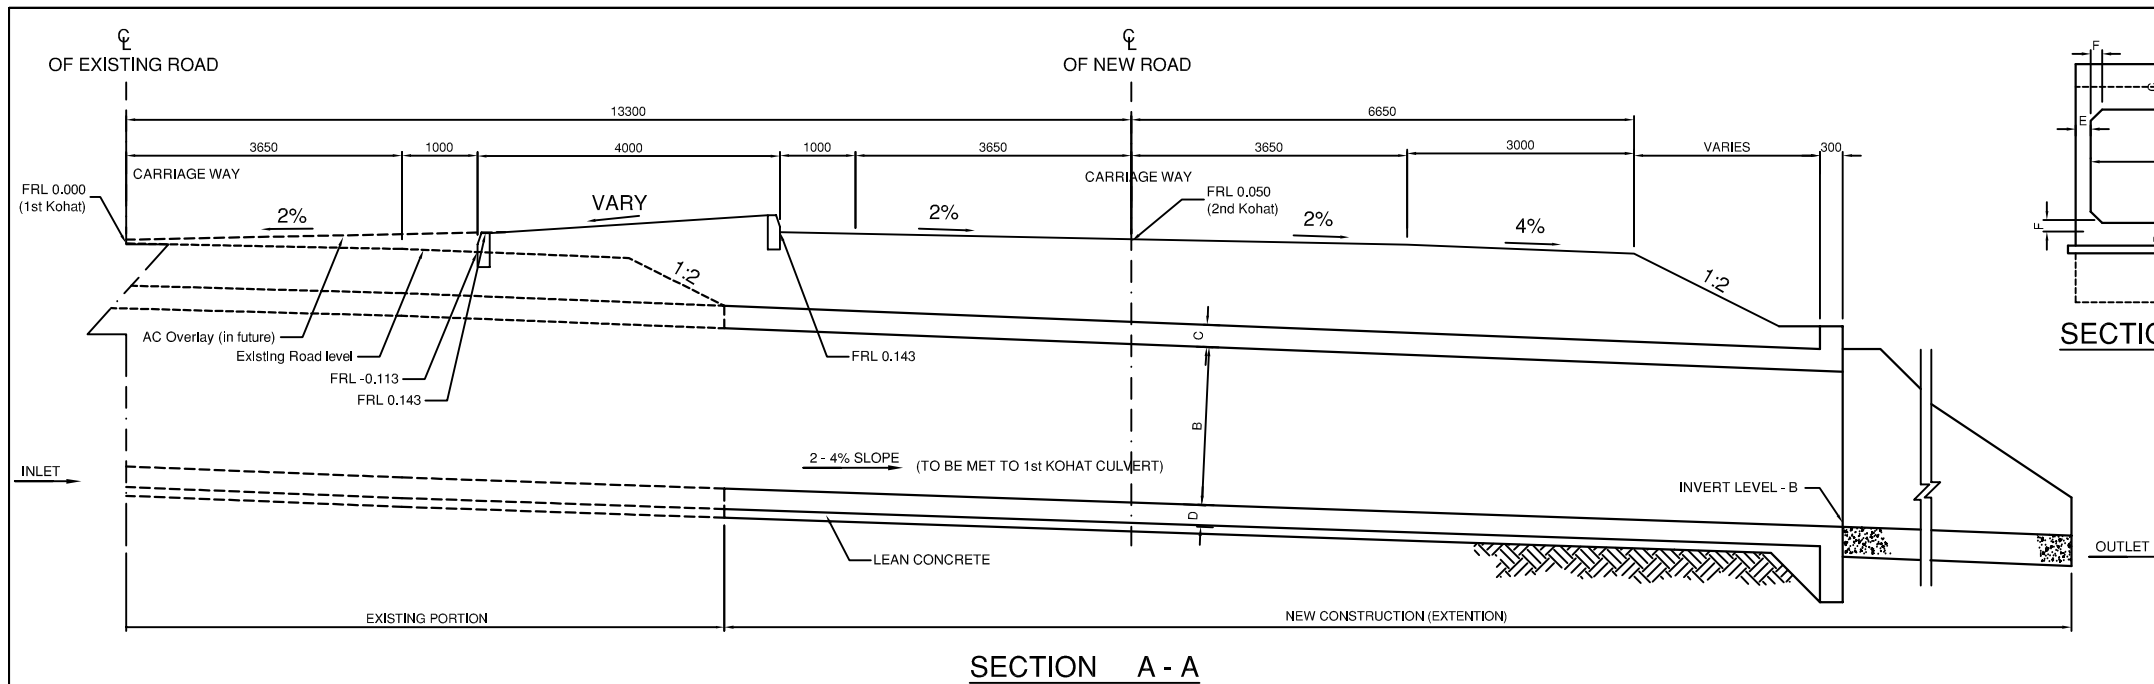 ℄
OF EXISTING ROAD
℄
OF NEW ROAD
13300
6650
3650
1000
4000
1000
3650
3650
3000
VARIES
300
CARRIAGE WAY
CARRIAGE WAY
FRL 0.000
(1st Kohat)
2%
VARY
2%
FRL 0.050
(2nd Kohat)
2%
4%
1:2
1:2
AC Overlay (in future)
Existing Road level
FRL -0.113
FRL 0.143
FRL 0.143
C
B
D
INLET
2 - 4% SLOPE
(TO BE MET TO 1st KOHAT CULVERT)
INVERT LEVEL - B
LEAN CONCRETE
OUTLET
EXISTING PORTION
NEW CONSTRUCTION (EXTENTION)
SECTION A - A
F
E
F
SECTIO